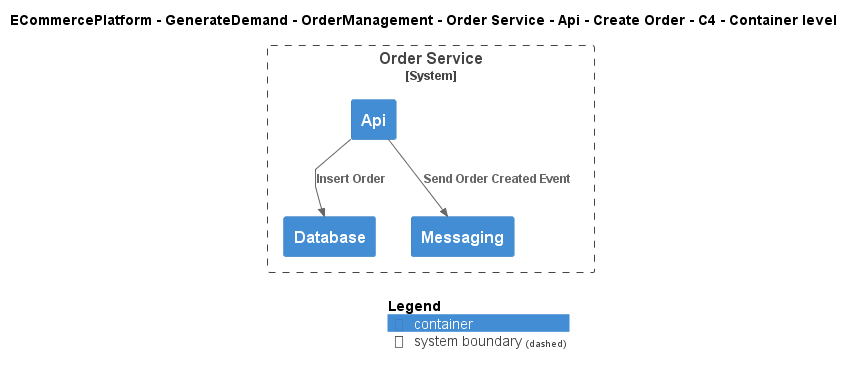 ECommercePlatform - GenerateDemand - OrderManagement - Order Service - Api - Create Order - C4 - Container level
Order Service
[System]
Api
Insert Order
Send Order Created Event
Database
Messaging
Legend
container
system boundary (dashed)